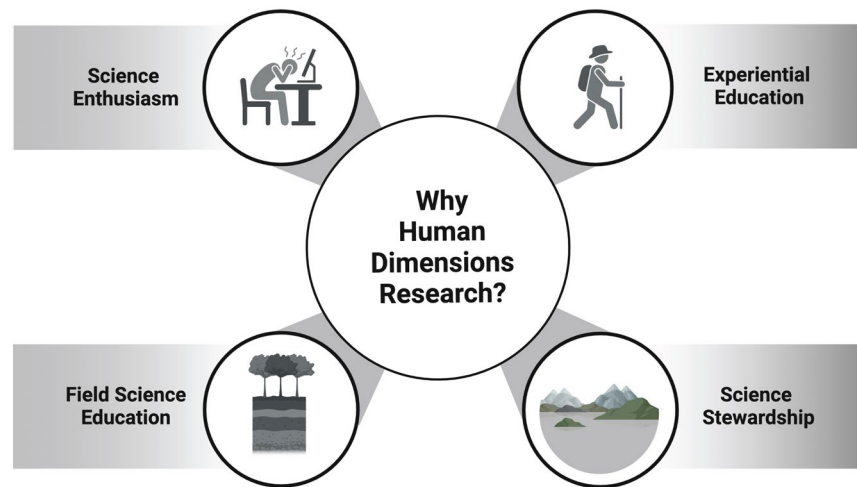 Science
Enthusiasm
Experiential
Education
Why
Human
Dimensions
Research?
Field Science
Education
Science
Stewardship